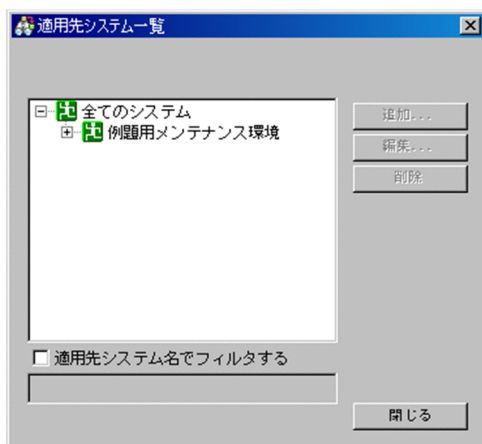 適用先システム一覧
全てのシステム
例題用メンテナンス環境
追加...
編集...
削除
適用先システム名でフィルタする
閉じる